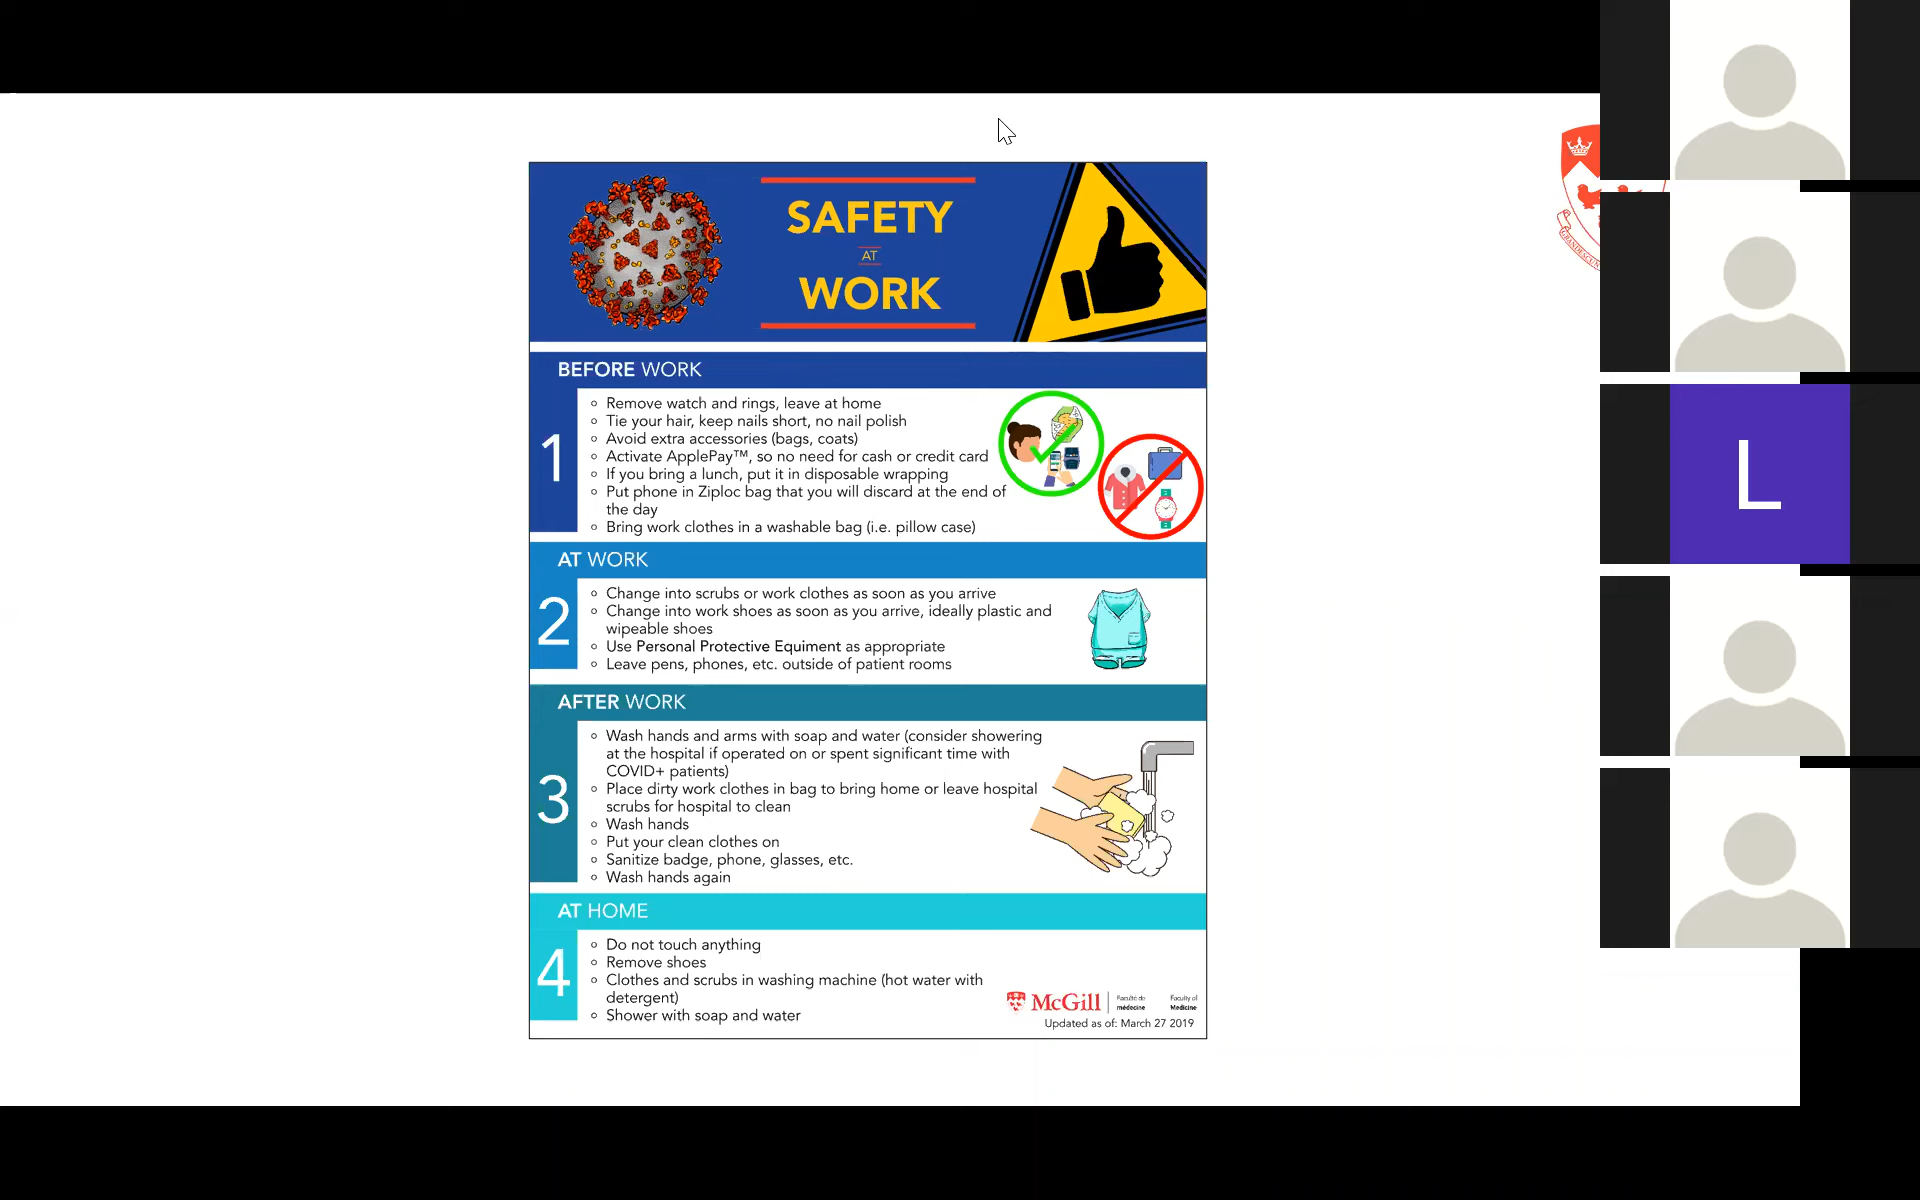 SAFETY
AT
WORK
BEFORE WORK
1
Remove watch and rings, leave at home
Tie your hair, keep nails short, no nail polish
Avoid extra accessories (bags, coats)
Activate ApplePay™, so no need for cash or credit card
If you bring a lunch, put it in disposable wrapping
Put phone in Ziploc bag that you will discard at the end of
the day
Bring work clothes in a washable bag (i.e. pillow case)
AT WORK
2
Change into scrubs or work clothes as soon as you arrive
Change into work shoes as soon as you arrive, ideally plastic and
wipeable shoes
Use Personal Protective Equiment as appropriate
Leave pens, phones, etc. outside of patient rooms
AFTER WORK
3
Wash hands and arms with soap and water (consider showering
at the hospital if operated on or spent significant time with
COVID+ patients)
Place dirty work clothes in bag to bring home or leave hospital
scrubs for hospital to clean
Wash hands
Put your clean clothes on
Sanitize badge, phone, glasses, etc.
Wash hands again
AT HOME
4
Do not touch anything
Remove shoes
Clothes and scrubs in washing machine (hot water with
detergent)
Shower with soap and water
McGill
Faculté de
médecine
Faculty of
Medicine
Updated as of: March 27 2019
L